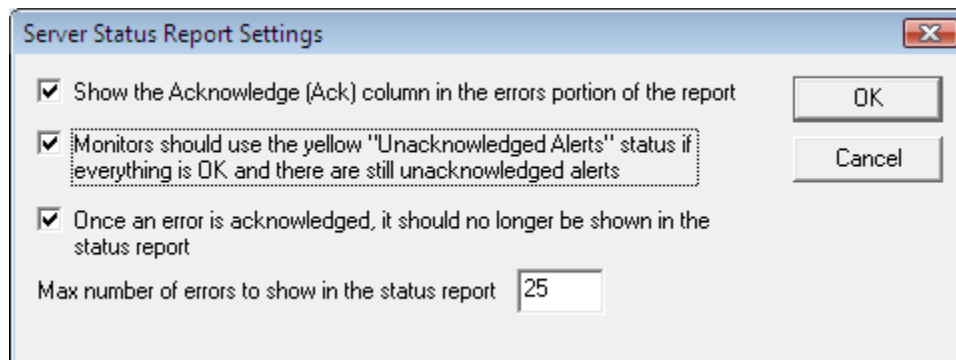 Server Status Report Settings
Show the Acknowledge (Ack) column in the errors portion of the report
OK
Monitors should use the yellow "Unacknowledged Alerts" status if
everything is OK and there are still unacknowledged alerts
Cancel
Once an error is acknowledged, it should no longer be shown in the
status report
Max number of errors to show in the status report 25